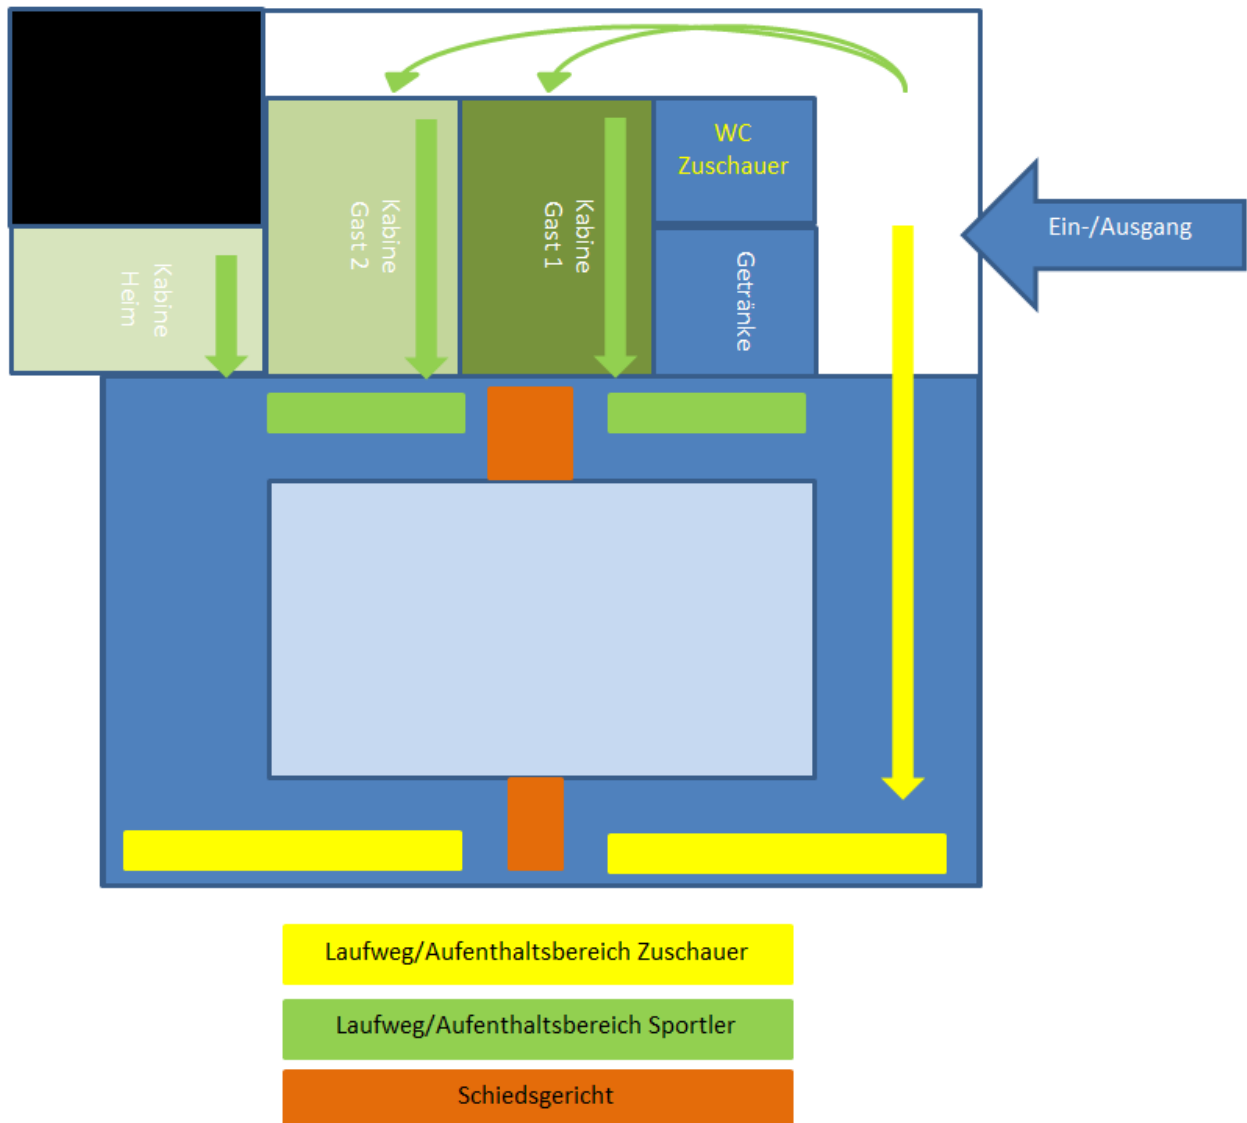 WC
Zuschauer
Ein-/Ausgang
Kabine
Gast 2
Kabine
Gast 1
Getränke
Kabine
Heim
Laufweg/Aufenthaltsbereich Zuschauer
Laufweg/Aufenthaltsbereich Sportler
Schiedsgericht